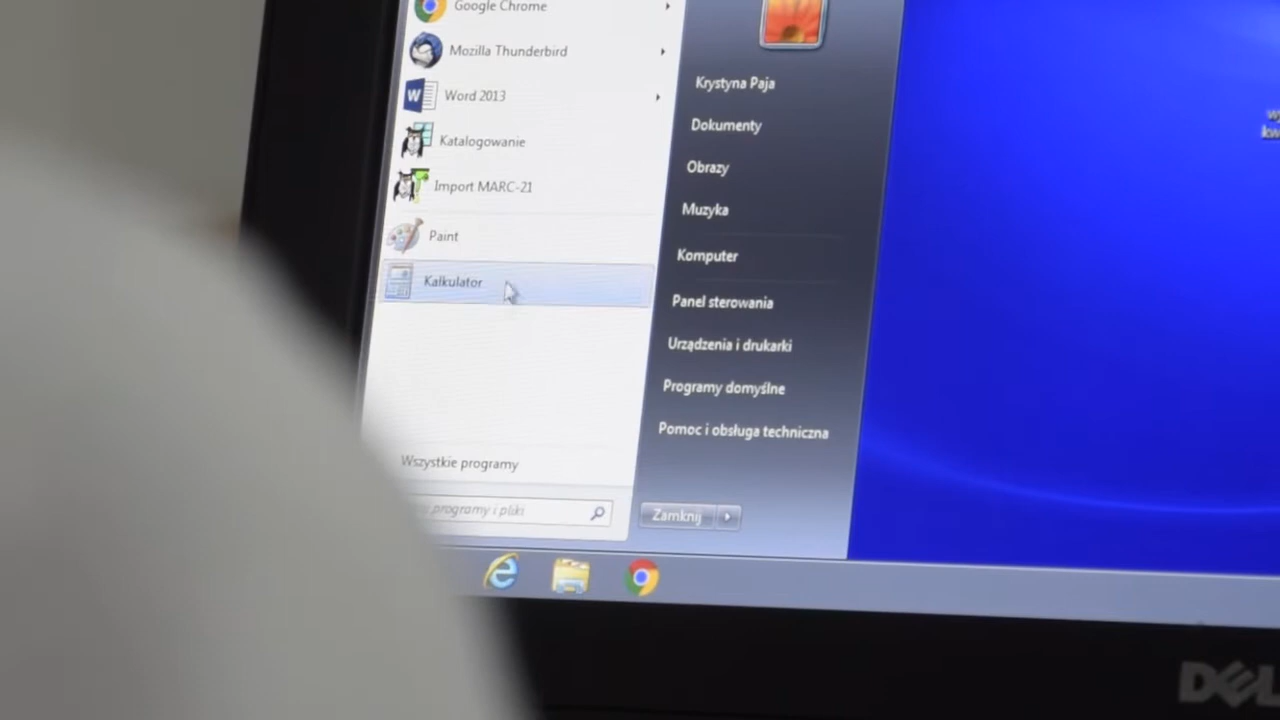 Google Chrome
Mozilla Thunderbird
Word 2013
Katalogowanie
Import MARC-21
Paint
Kalkulator
Wszystkie programy
programy i pliki
Krystyna Paja
Dokumenty
Obrazy
Muzyka
Komputer
Panel sterowania
Urządzenia i drukarki
Programy domyślne
Pomoc i obsługa techniczna
Zamknij
DELL